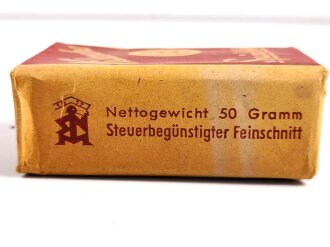 Nettogewicht 50 Gramm
Steuerbegünstigter Feinschnitt